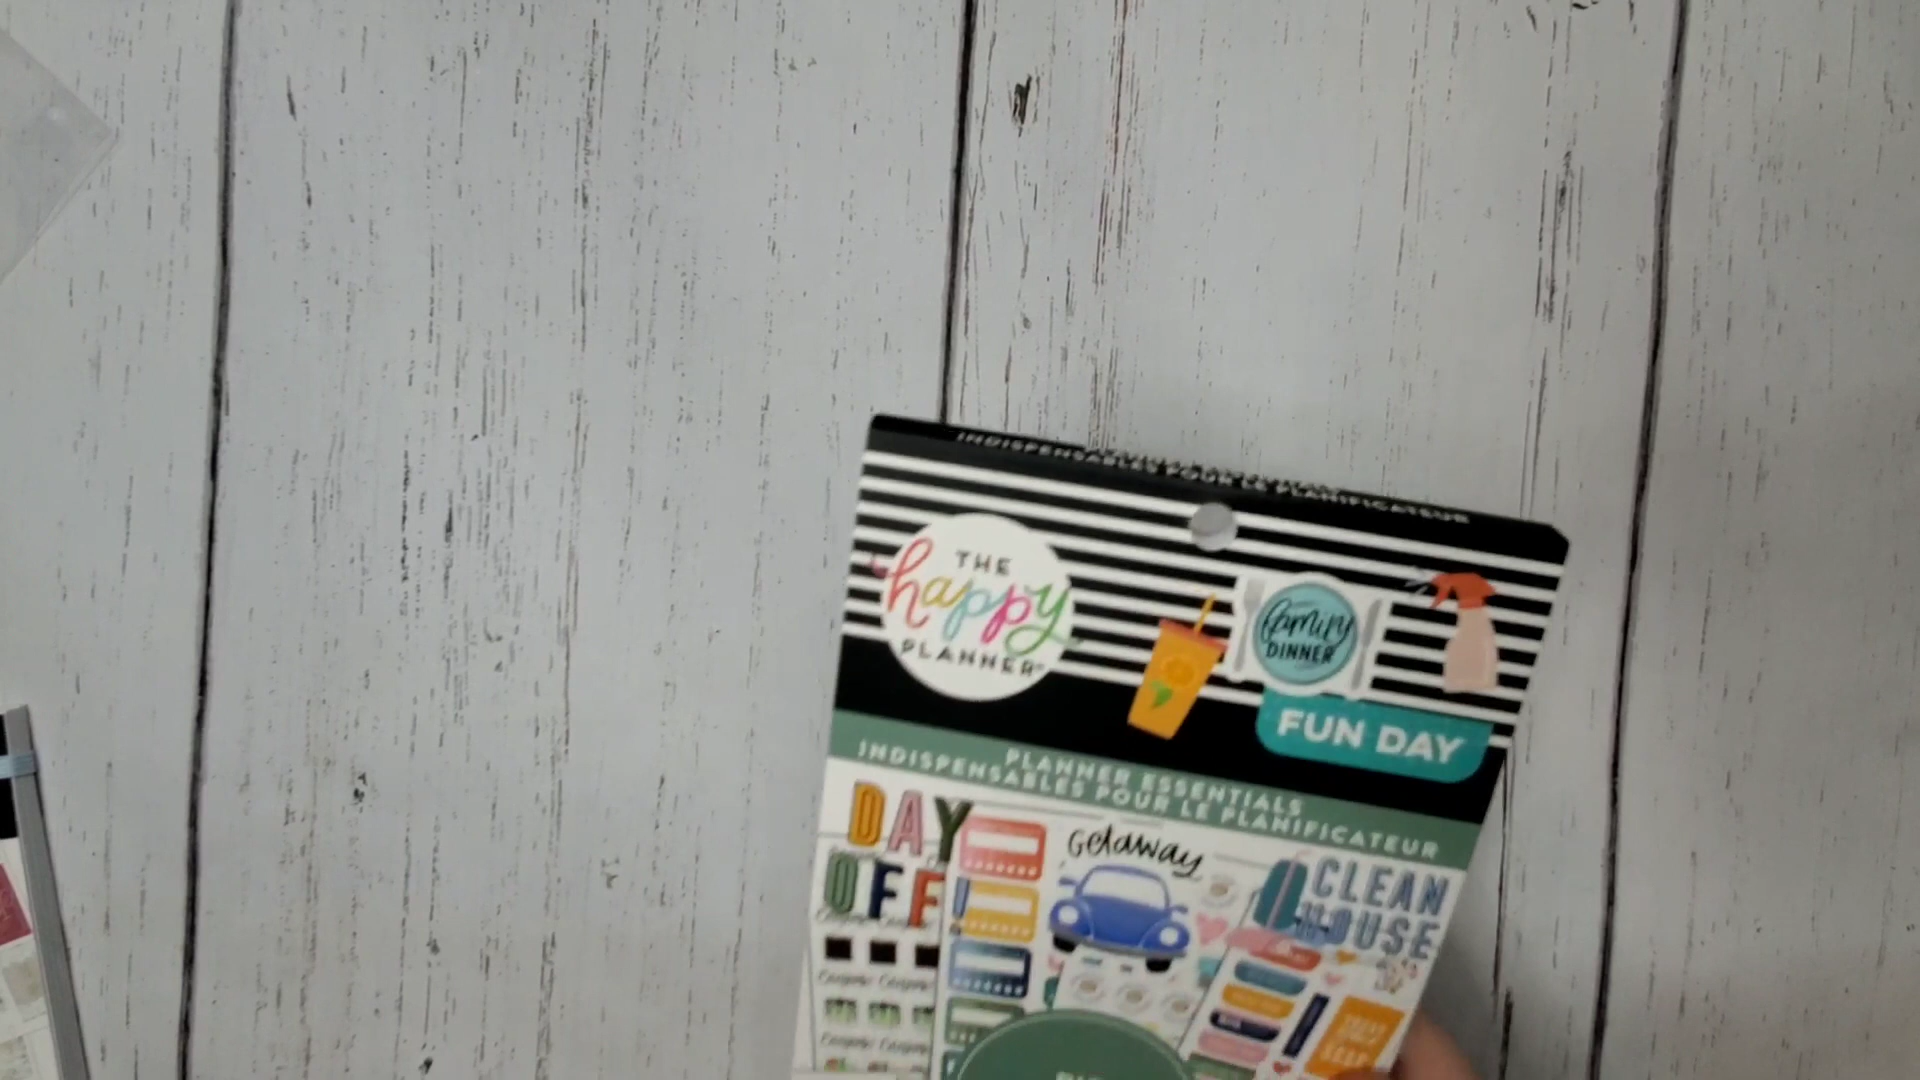 INDISPENSABLES POUR LE PLANIFICATEUR
THE
happy
PLANNER
family
DINNER
FUN DAY
PLANNER ESSENTIALS
INDISPENSABLES POUR LE PLANIFICATEUR
DAY
OFF
Getaway
CLEAN
HOUSE